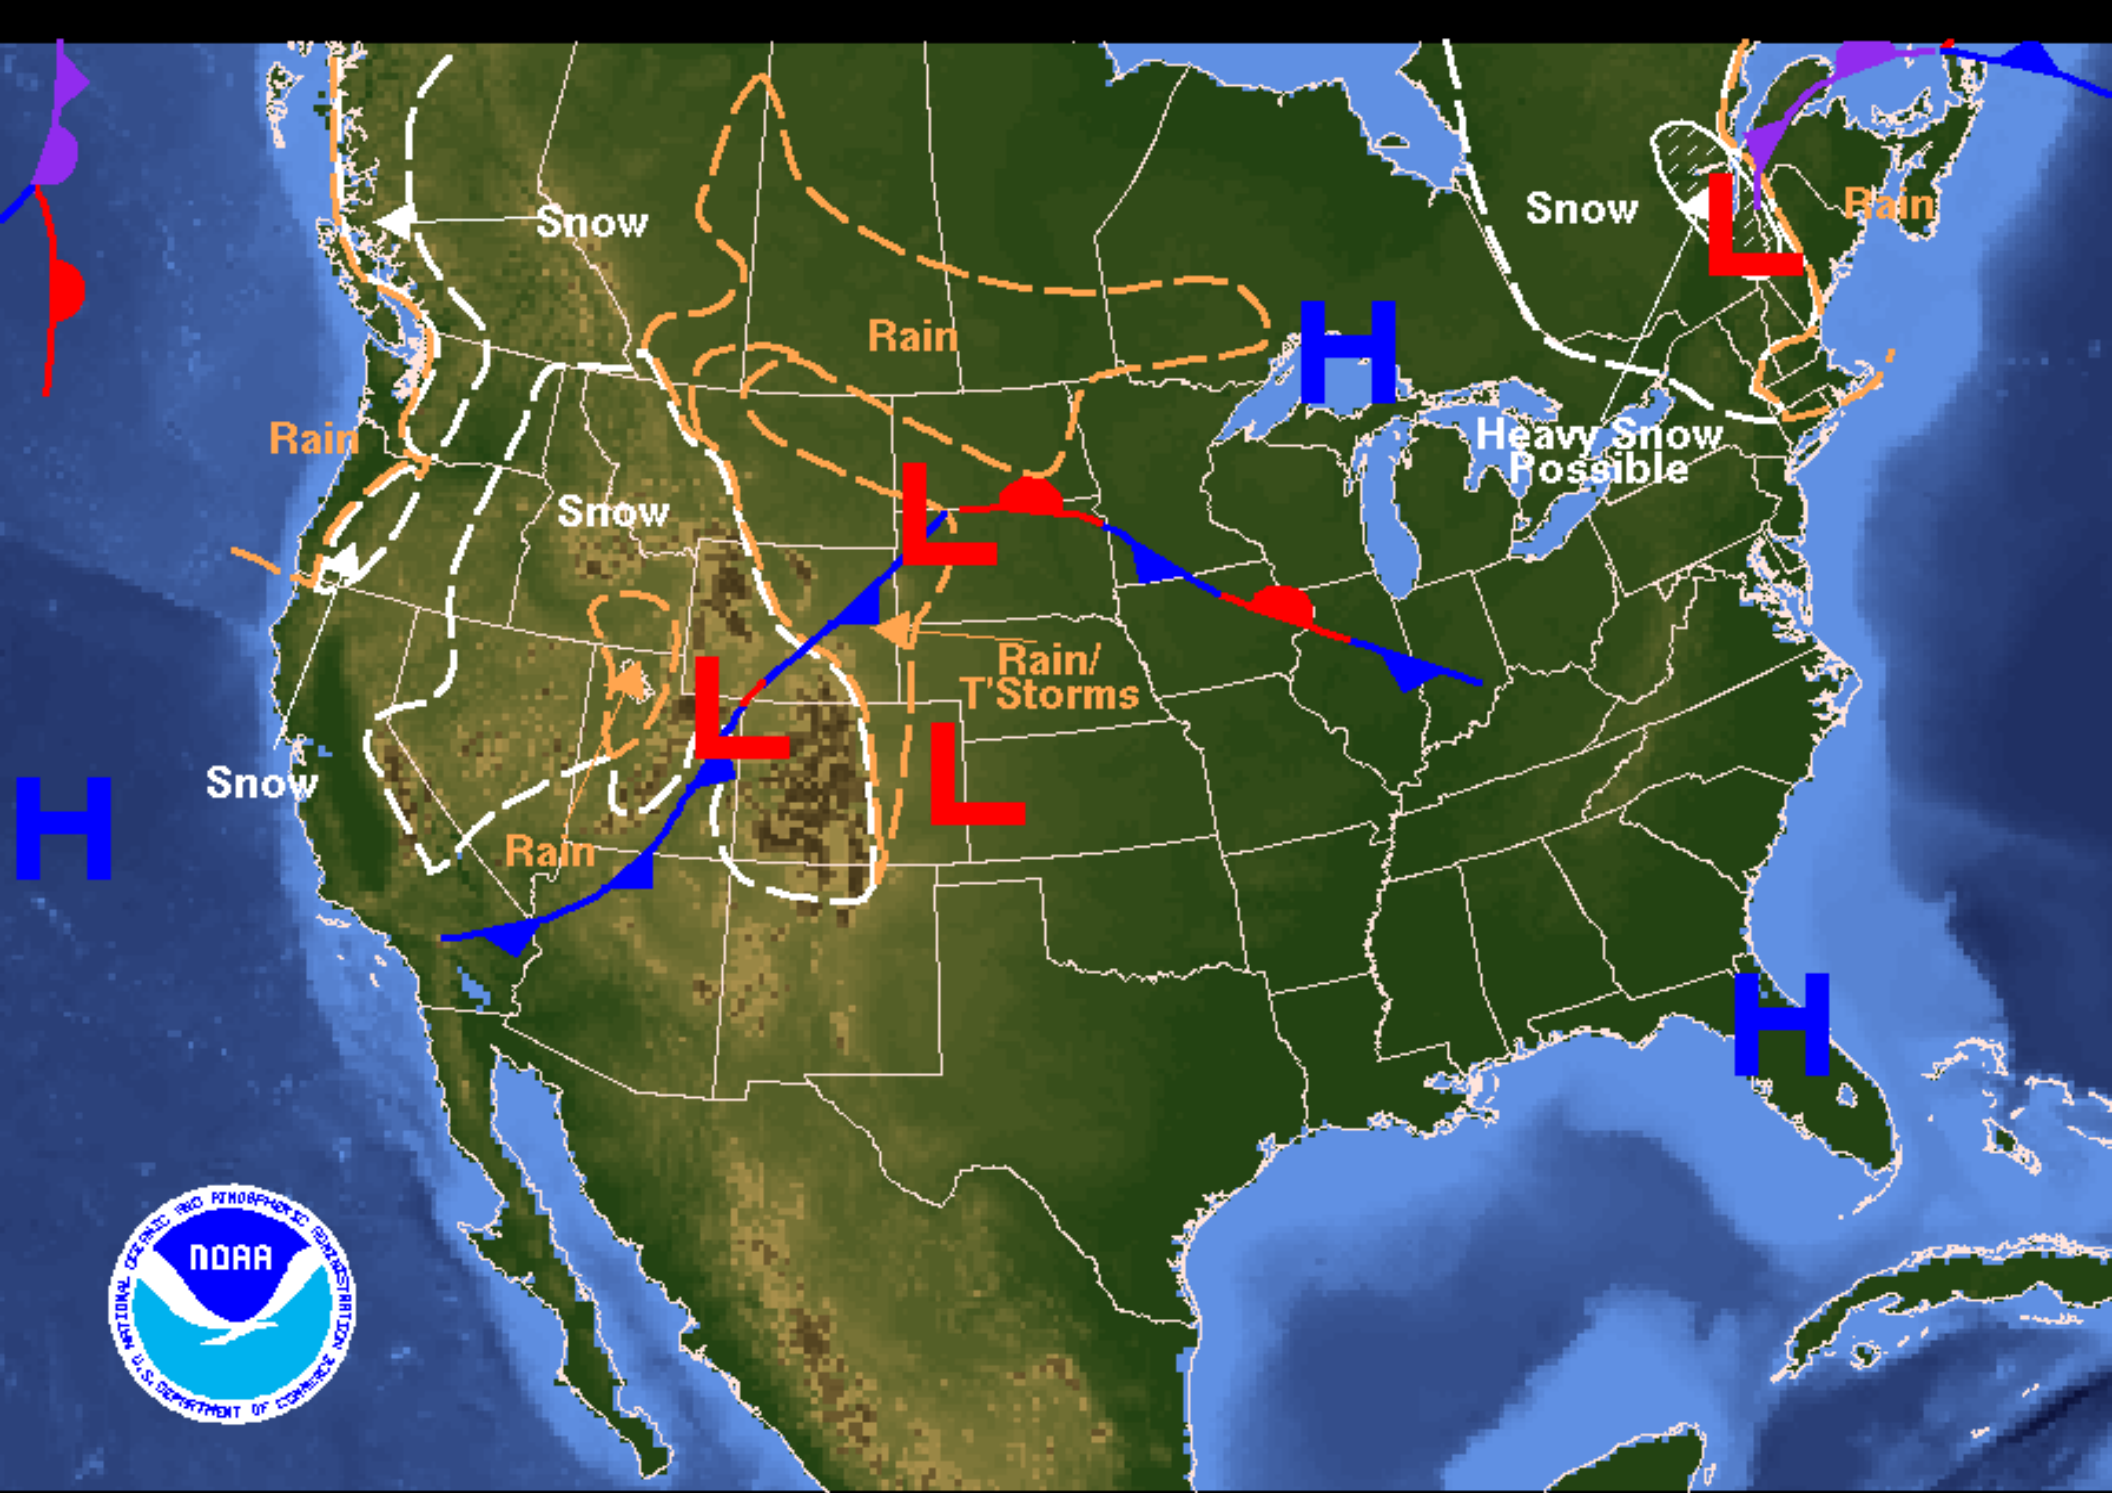 Snow
Snow
Rain
L
H
Rain
Rain
Heavy Snow
Possible
L
Snow
Rain/
T'Storms
L
L
Snow
H
Rain
H
NOAA
NATIONAL OCEANIC AND ATMOSPHERIC ADMINISTRATION
U.S. DEPARTMENT OF COMMERCE